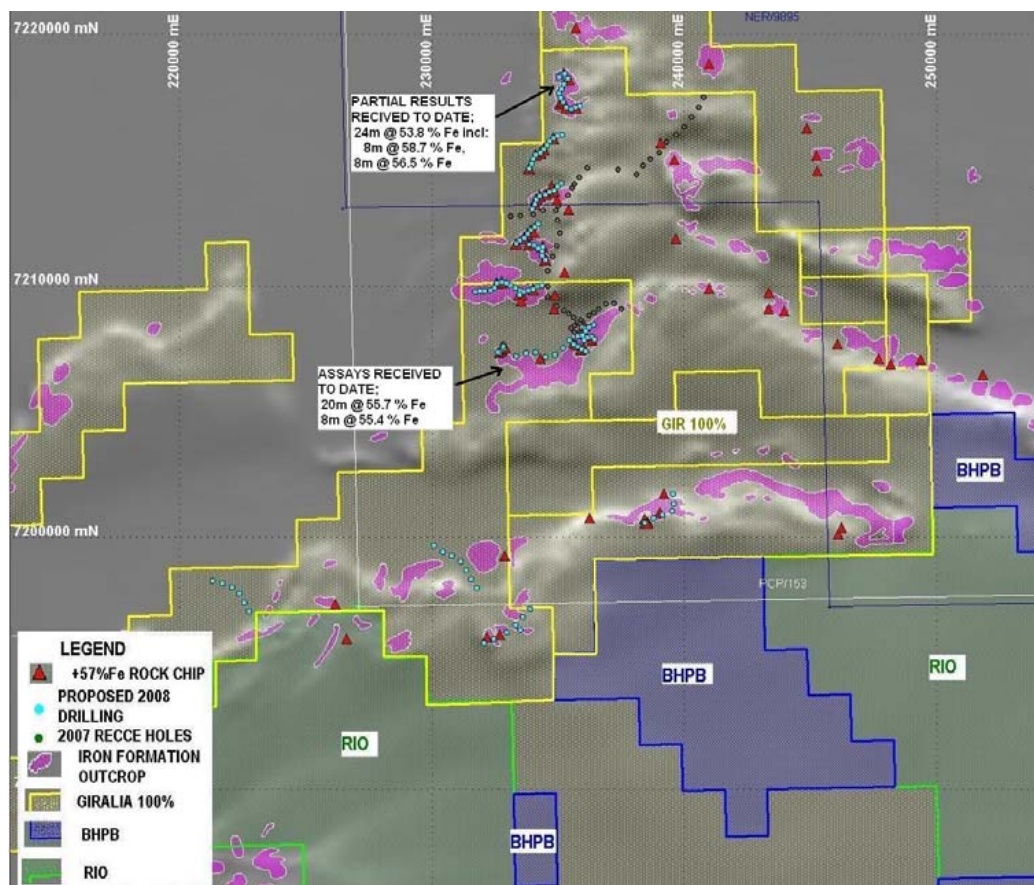 NER/9895
7220000 mN
220000 mE
230000 mE
240000 mE
250000 mE
PARTIAL RESULTS
RECIVED TO DATE;
24m @ 53.8 % Fe incl:
8m @ 58.7 % Fe,
8m @ 56.5 % Fe
7210000 mN
ASSAYS RECEIVED
TO DATE;
20m @ 55.7 % Fe
8m @ 55.4 % Fe
GIR 100%
BHPB
7200000 mN
PCP/153
BHPB
RIO
RIO
BHPB
LEGEND
+57%Fe ROCK CHIP
PROPOSED 2008
DRILLING
2007 RECCE HOLES
IRON FORMATION
OUTCROP
GIRALIA 100%
BHPB
RIO